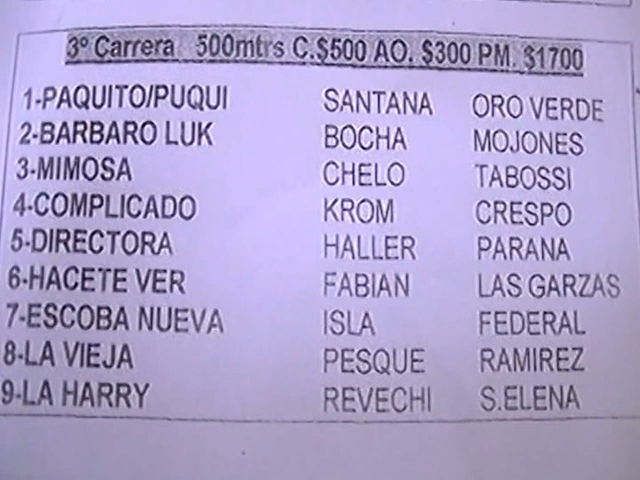 3º Carrera 500mtrs C.$500 AO. $300 PM. $1700
1-PAQUITO/PUQUI SANTANA ORO VERDE
2-BARBARO LUK BOCHA MOJONES
3-MIMOSA CHELO TABOSSI
4-COMPLICADO KROM CRESPO
5-DIRECTORA HALLER PARANA
6-HACETE VER FABIAN LAS GARZAS
7-ESCOBA NUEVA ISLA FEDERAL
8-LA VIEJA PESQUE RAMIREZ
9-LA HARRY REVECHI S.ELENA